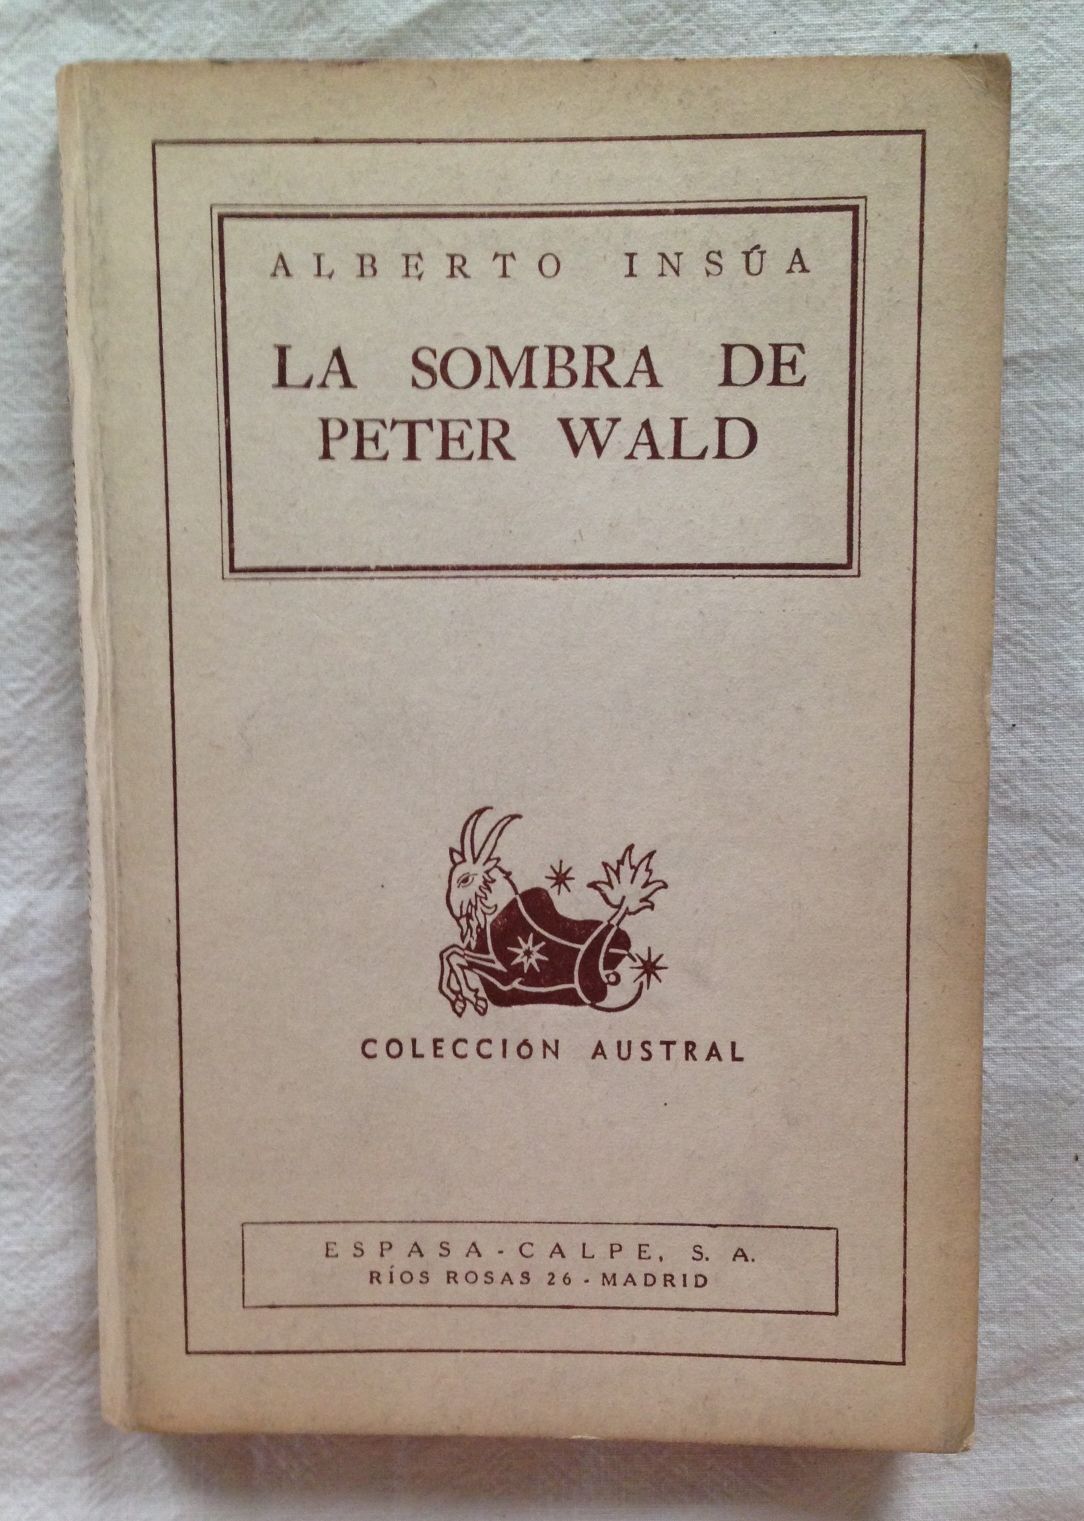 ALBERTO INSÚA
LA SOMBRA DE
PETER WALD
COLECCIÓN AUSTRAL
ESPASA-CALPE, S. A.
RÍOS ROSAS 26 - MADRID